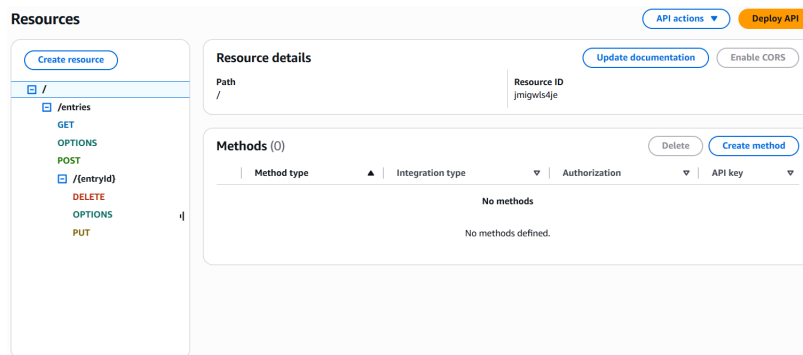 Resources
API actions
Deploy API
Create resource
/
/entries
GET
OPTIONS
POST
/{entryId}
DELETE
OPTIONS
PUT
Resource details
Update documentation
Enable CORS
Path
/
Resource ID
jmigwls4je
Methods (0)
Delete
Create method
Method type
Integration type
Authorization
API key
No methods
No methods defined.